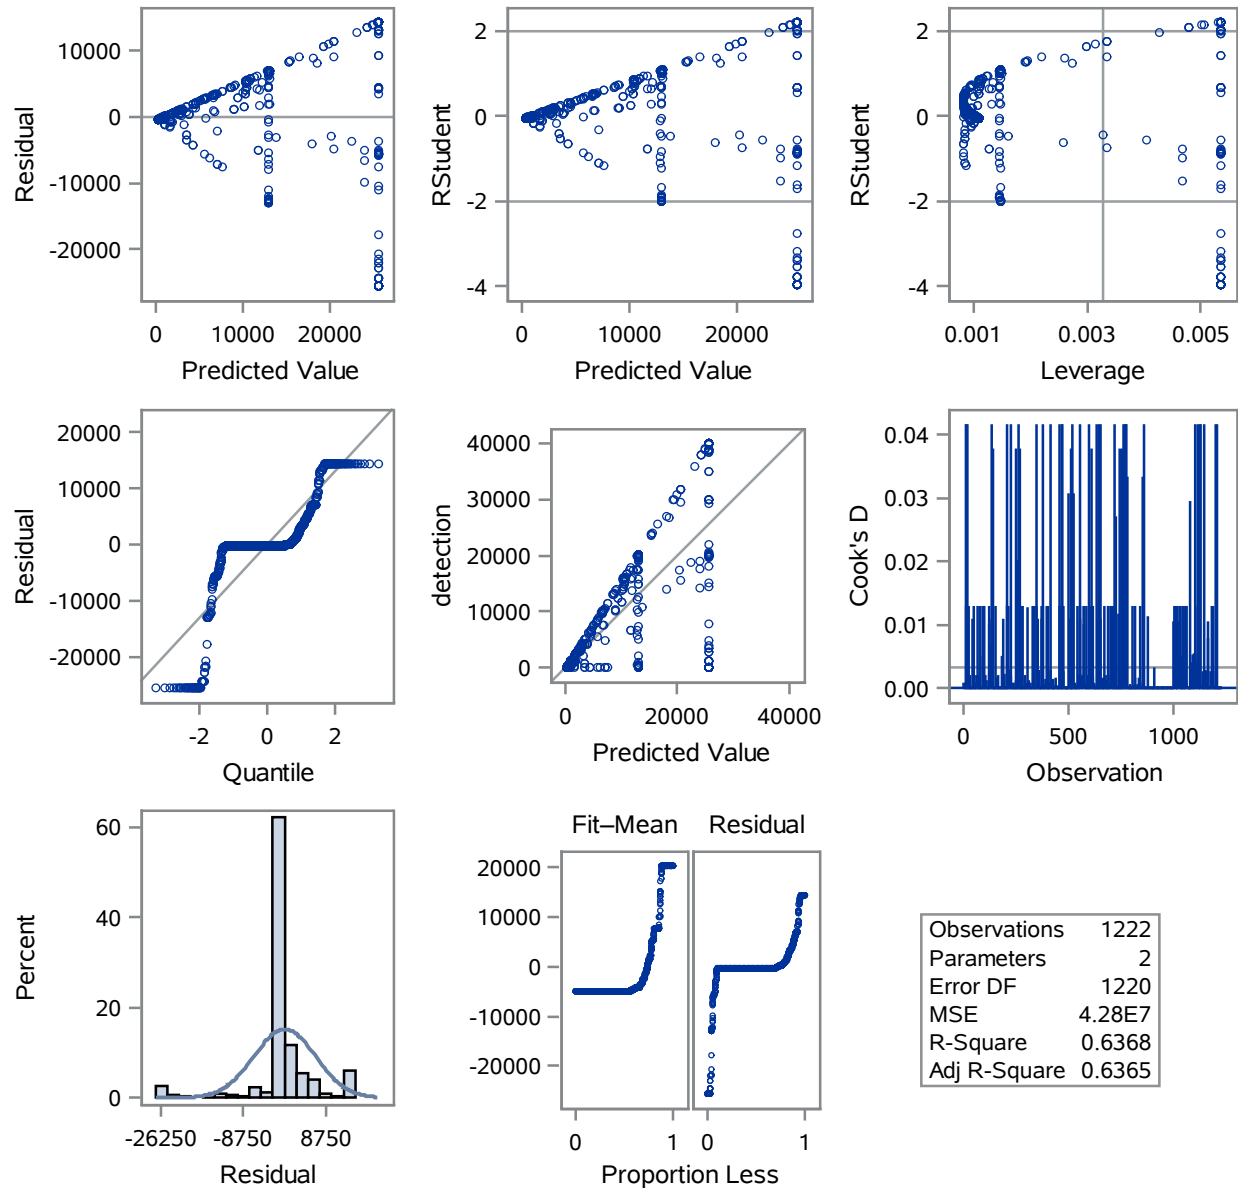 10000
0
-10000
-20000
Residual
0 10000 20000
Predicted Value
2
0
-2
-4
RStudent
0 10000 20000
Predicted Value
2
0
-2
-4
RStudent
0.001 0.003 0.005
Leverage
20000
10000
0
-10000
-20000
Residual
-2 0 2
Quantile
40000
30000
20000
10000
0
detection
0 20000 40000
Predicted Value
0.04
0.03
0.02
0.01
0.00
Cook's D
0 500 1000
Observation
60
40
20
0
Percent
-26250 -8750 8750
Residual
Fit–Mean Residual
20000
10000
0
-10000
-20000
0 1 0 1
Proportion Less
Observations 1222
Parameters 2
Error DF 1220
MSE 4.28E7
R-Square 0.6368
Adj R-Square 0.6365